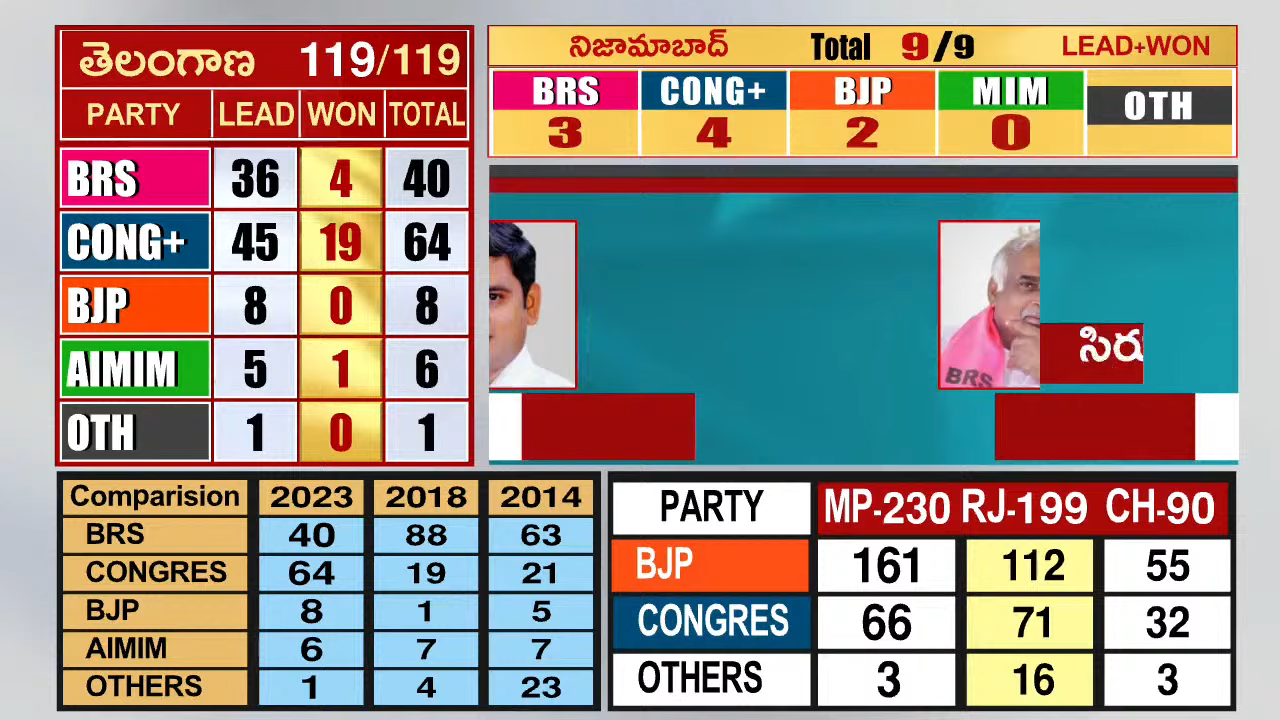 తెలంగాణ 119/119
PARTY LEAD WON TOTAL
BRS 36 4 40
CONG+ 45 19 64
BJP 8 0 8
AIMIM 5 1 6
OTH 1 0 1
నిజామాబాద్ Total 9/9 LEAD+WON
BRS CONG+ BJP MIM OTH
3 4 2 0
BRS
సిరు
Comparision 2023 2018 2014
BRS 40 88 63
CONGRES 64 19 21
BJP 8 1 5
AIMIM 6 7 7
OTHERS 1 4 23
PARTY MP-230 RJ-199 CH-90
BJP 161 112 55
CONGRES 66 71 32
OTHERS 3 16 3